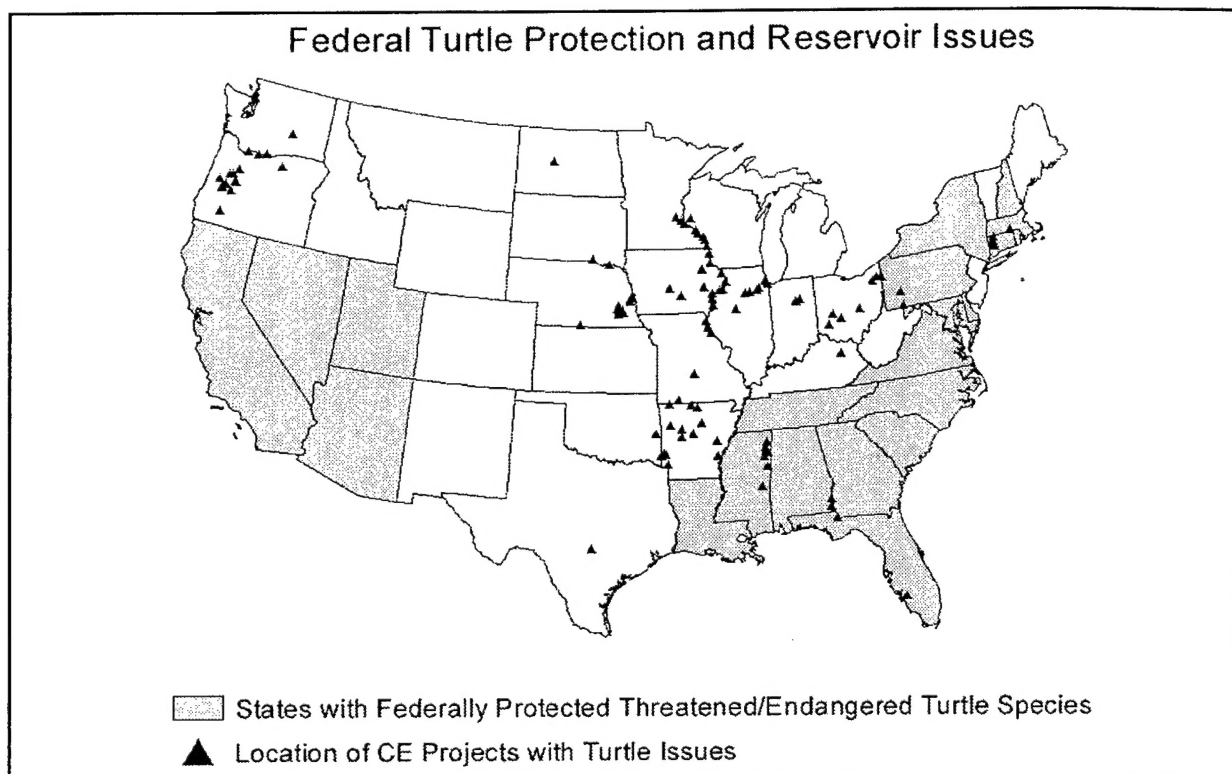 Federal Turtle Protection and Reservoir Issues
States with Federally Protected Threatened/Endangered Turtle Species
Location of CE Projects with Turtle Issues